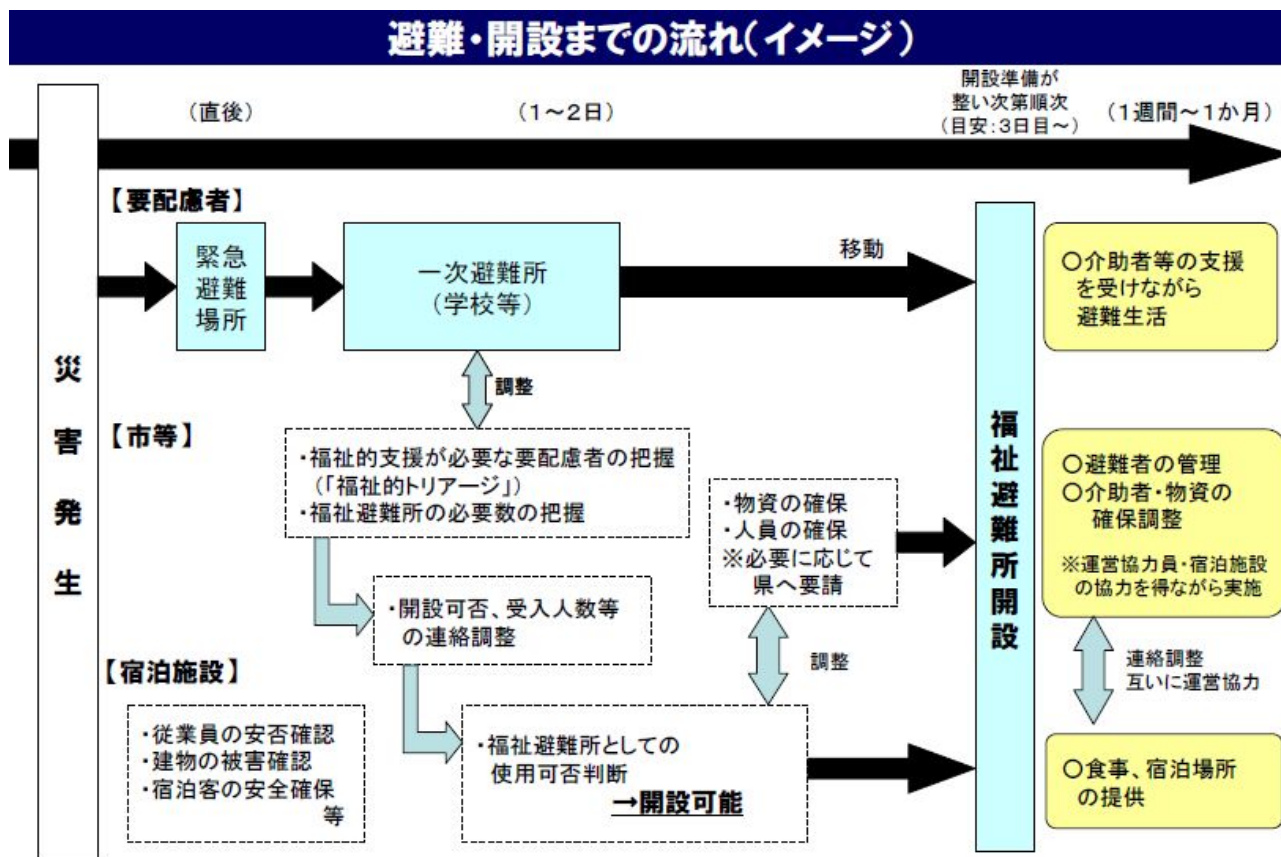 避難・開設までの流れ(イメージ)
(直後)
(1~2日)
開設準備が
整い次第順次
(目安:3日目~)
(1週間~1か月)
災害発生
【要配慮者】
緊急
避難
場所
一次避難所
(学校等)
移動
福祉避難所開設
○介助者等の支援
を受けながら
避難生活
調整
【市等】
・福祉的支援が必要な要配慮者の把握
(「福祉的トリアージ」)
・福祉避難所の必要数の把握
・開設可否、受入人数等
の連絡調整
・物資の確保
・人員の確保
※必要に応じて
県へ要請
○避難者の管理
○介助者・物資の
確保調整
※運営協力員・宿泊施設
の協力を得ながら実施
調整
連絡調整
互いに運営協力
【宿泊施設】
・従業員の安否確認
・建物の被害確認
・宿泊客の安全確保
等
・福祉避難所としての
使用可否判断
→開設可能
○食事、宿泊場所
の提供